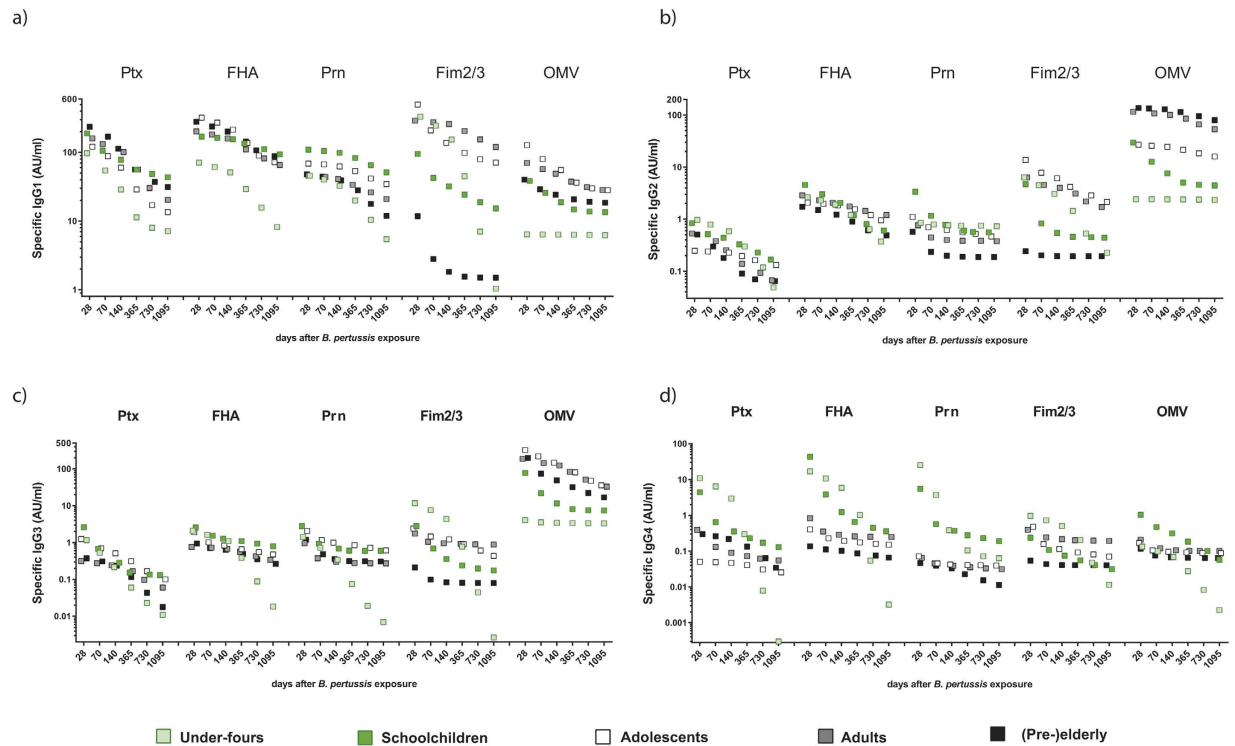 a)
Ptx FHA Prn Fim2/3 OMV
Specific IgG1 (AU/ml)
600
100
10
1
28 70 140 365 730 1095 28 70 140 365 730 1095 28 70 140 365 730 1095 28 70 140 365 730 1095 28 70 140 365 730 1095
days after B. pertussis exposure
b)
Ptx FHA Prn Fim2/3 OMV
Specific IgG2 (AU/ml)
200
100
10
1
0.1
28 70 140 365 730 1095 28 70 140 365 730 1095 28 70 140 365 730 1095 28 70 140 365 730 1095 28 70 140 365 730 1095
days after B. pertussis exposure
c)
Ptx FHA Prn Fim2/3 OMV
Specific IgG3 (AU/ml)
500
100
10
1
0.1
0.01
28 70 140 365 730 1095 28 70 140 365 730 1095 28 70 140 365 730 1095 28 70 140 365 730 1095 28 70 140 365 730 1095
days after B. pertussis exposure
d)
Ptx FHA Prn Fim2/3 OMV
Specific IgG4 (AU/ml)
100
10
1
0.1
0.01
0.001
28 70 140 365 730 1095 28 70 140 365 730 1095 28 70 140 365 730 1095 28 70 140 365 730 1095 28 70 140 365 730 1095
days after B. pertussis exposure
Under-fours Schoolchildren Adolescents Adults (Pre-)elderly